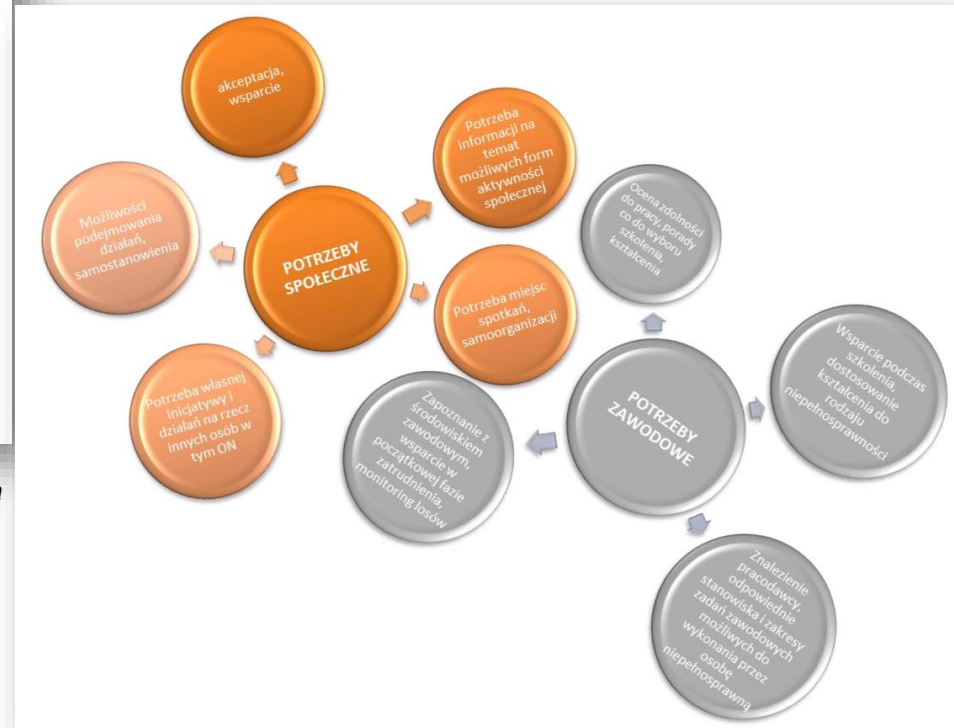 akceptacja,
wsparcie
Potrzeba
informacji na
temat
możliwych form
aktywności
społecznej
Możliwości
podejmowania
działań,
samostanowienia
POTRZEBY
SPOŁECZNE
Potrzeba miejsc
spotkań,
samoorganizacji
Potrzeba własnej
inicjatywy i
działań na rzecz
innych osób w
tym ON
Ocena zdolności
do pracy, porady
co do wyboru
szkolenia,
kształcenia
POTRZEBY
ZAWODOWE
Wsparcie podczas
szkolenia,
dostosowanie
kształcenia do
rodzaju
niepełnosprawności
Zapoznanie z
środowiskiem
zawodowym,
wsparcie w
początkowej fazie
zatrudnienia,
monitoring losów
Znalezienie
pracodawcy,
odpowiednie
stanowiska i zakresy
zadań zawodowych
możliwych do
wykonania przez
osobę
niepełnosprawną